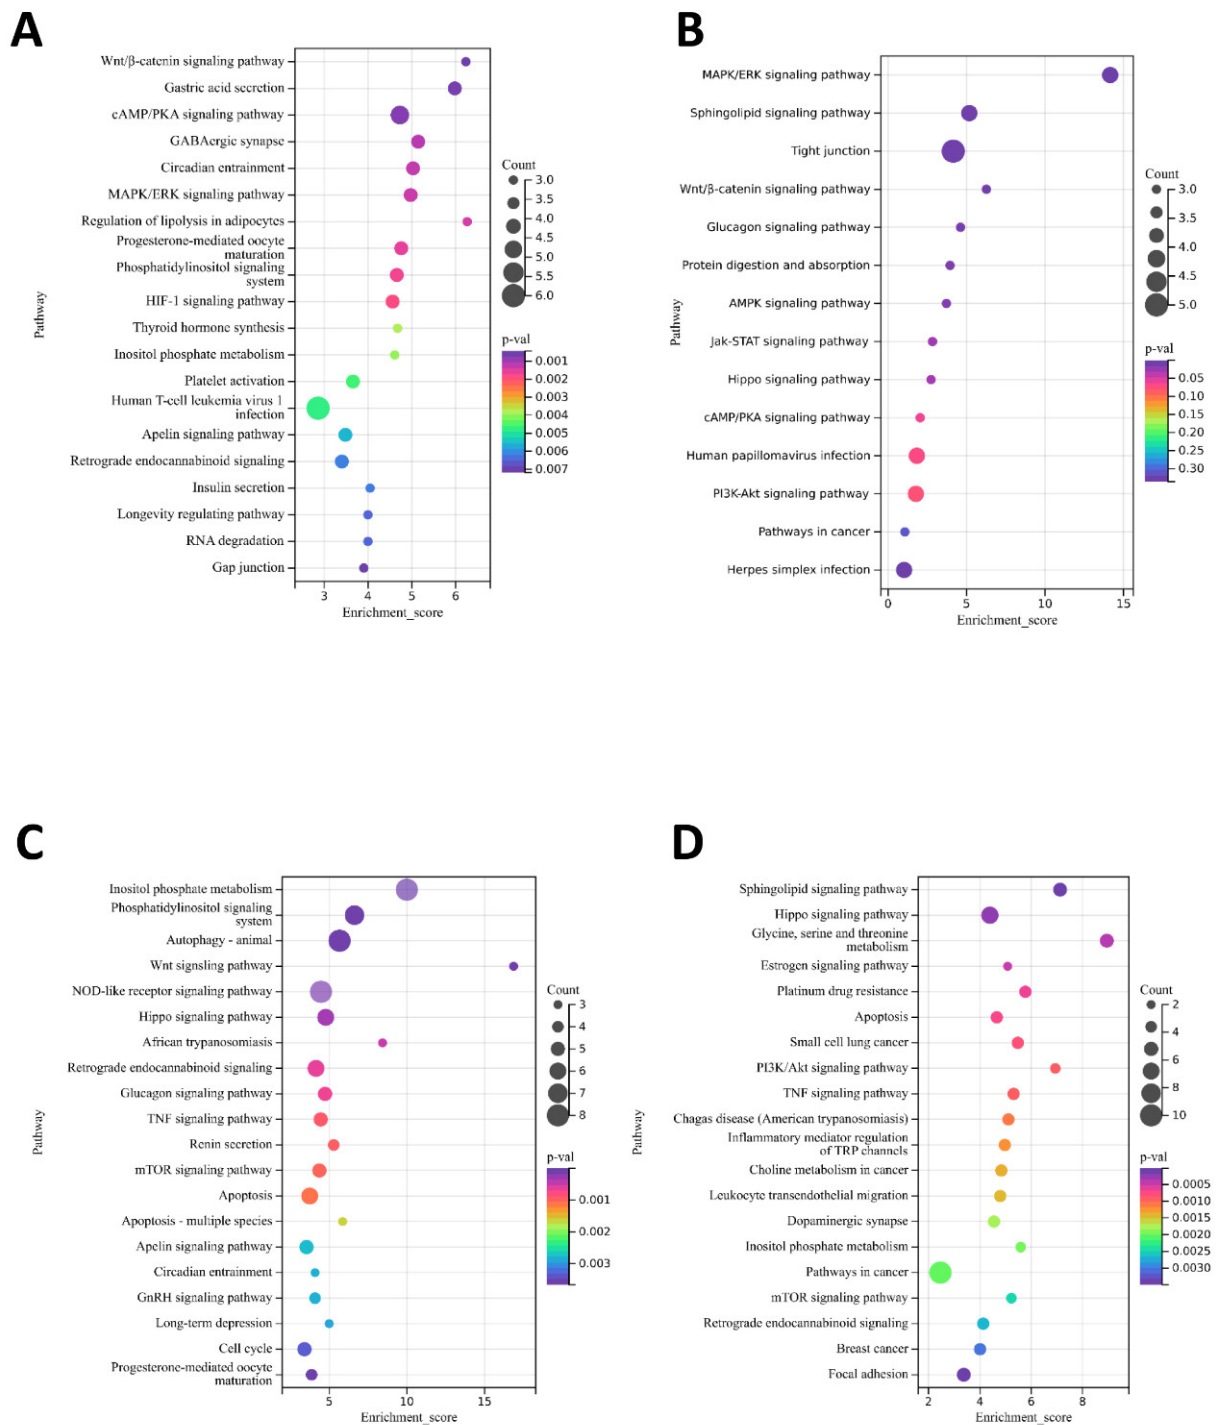 A
Wnt/β-catenin signaling pathway
Gastric acid secretion
cAMP/PKA signaling pathway
GABAergic synapse
Circadian entrainment
MAPK/ERK signaling pathway
Regulation of lipolysis in adipocytes
Progesterone-mediated oocyte
maturation
Phosphatidylinositol signaling
system
HIF-1 signaling pathway
Thyroid hormone synthesis
Inositol phosphate metabolism
Platelet activation
Human T-cell leukemia virus 1
infection
Apelin signaling pathway
Retrograde endocannabinoid signaling
Insulin secretion
Longevity regulating pathway
RNA degradation
Gap junction
Pathway
3 4 5 6
Enrichment_score
Count
3.0
3.5
4.0
4.5
5.0
5.5
6.0
p-val
0.001
0.002
0.003
0.004
0.005
0.006
0.007
B
MAPK/ERK signaling pathway
Sphingolipid signaling pathway
Tight junction
Wnt/β-catenin signaling pathway
Glucagon signaling pathway
Protein digestion and absorption
AMPK signaling pathway
Jak-STAT signaling pathway
Hippo signaling pathway
cAMP/PKA signaling pathway
Human papillomavirus infection
PI3K-Akt signaling pathway
Pathways in cancer
Herpes simplex infection
Pathway
0 5 10 15
Enrichment_score
Count
3.0
3.5
4.0
4.5
5.0
p-val
0.05
0.10
0.15
0.20
0.25
0.30
C
Inositol phosphate metabolism
Phosphatidylinositol signaling
system
Autophagy - animal
Wnt signsling pathway
NOD-like receptor signaling pathway
Hippo signaling pathway
African trypanosomiasis
Retrograde endocannabinoid signaling
Glucagon signaling pathway
TNF signaling pathway
Renin secretion
mTOR signaling pathway
Apoptosis
Apoptosis - multiple species
Apelin signaling pathway
Circadian entrainment
GnRH signaling pathway
Long-term depression
Cell cycle
Progesterone-mediated oocyte
maturation
Pathway
5 10 15
Enrichment_score
Count
3
4
5
6
7
8
p-val
0.001
0.002
0.003
D
Sphingolipid signaling pathway
Hippo signaling pathway
Glycine, serine and threonine
metabolism
Estrogen signaling pathway
Platinum drug resistance
Apoptosis
Small cell lung cancer
PI3K/Akt signaling pathway
TNF signaling pathway
Chagas disease (American trypanosomiasis)
Inflammatory mediator regulation
of TRP channels
Choline metabolism in cancer
Leukocyte transendothelial migration
Dopaminergic synapse
Inositol phosphate metabolism
Pathways in cancer
mTOR signaling pathway
Retrograde endocannabinoid signaling
Breast cancer
Focal adhesion
Pathway
2 4 6 8
Enrichment_score
Count
2
4
6
8
10
p-val
0.0005
0.0010
0.0015
0.0020
0.0025
0.0030